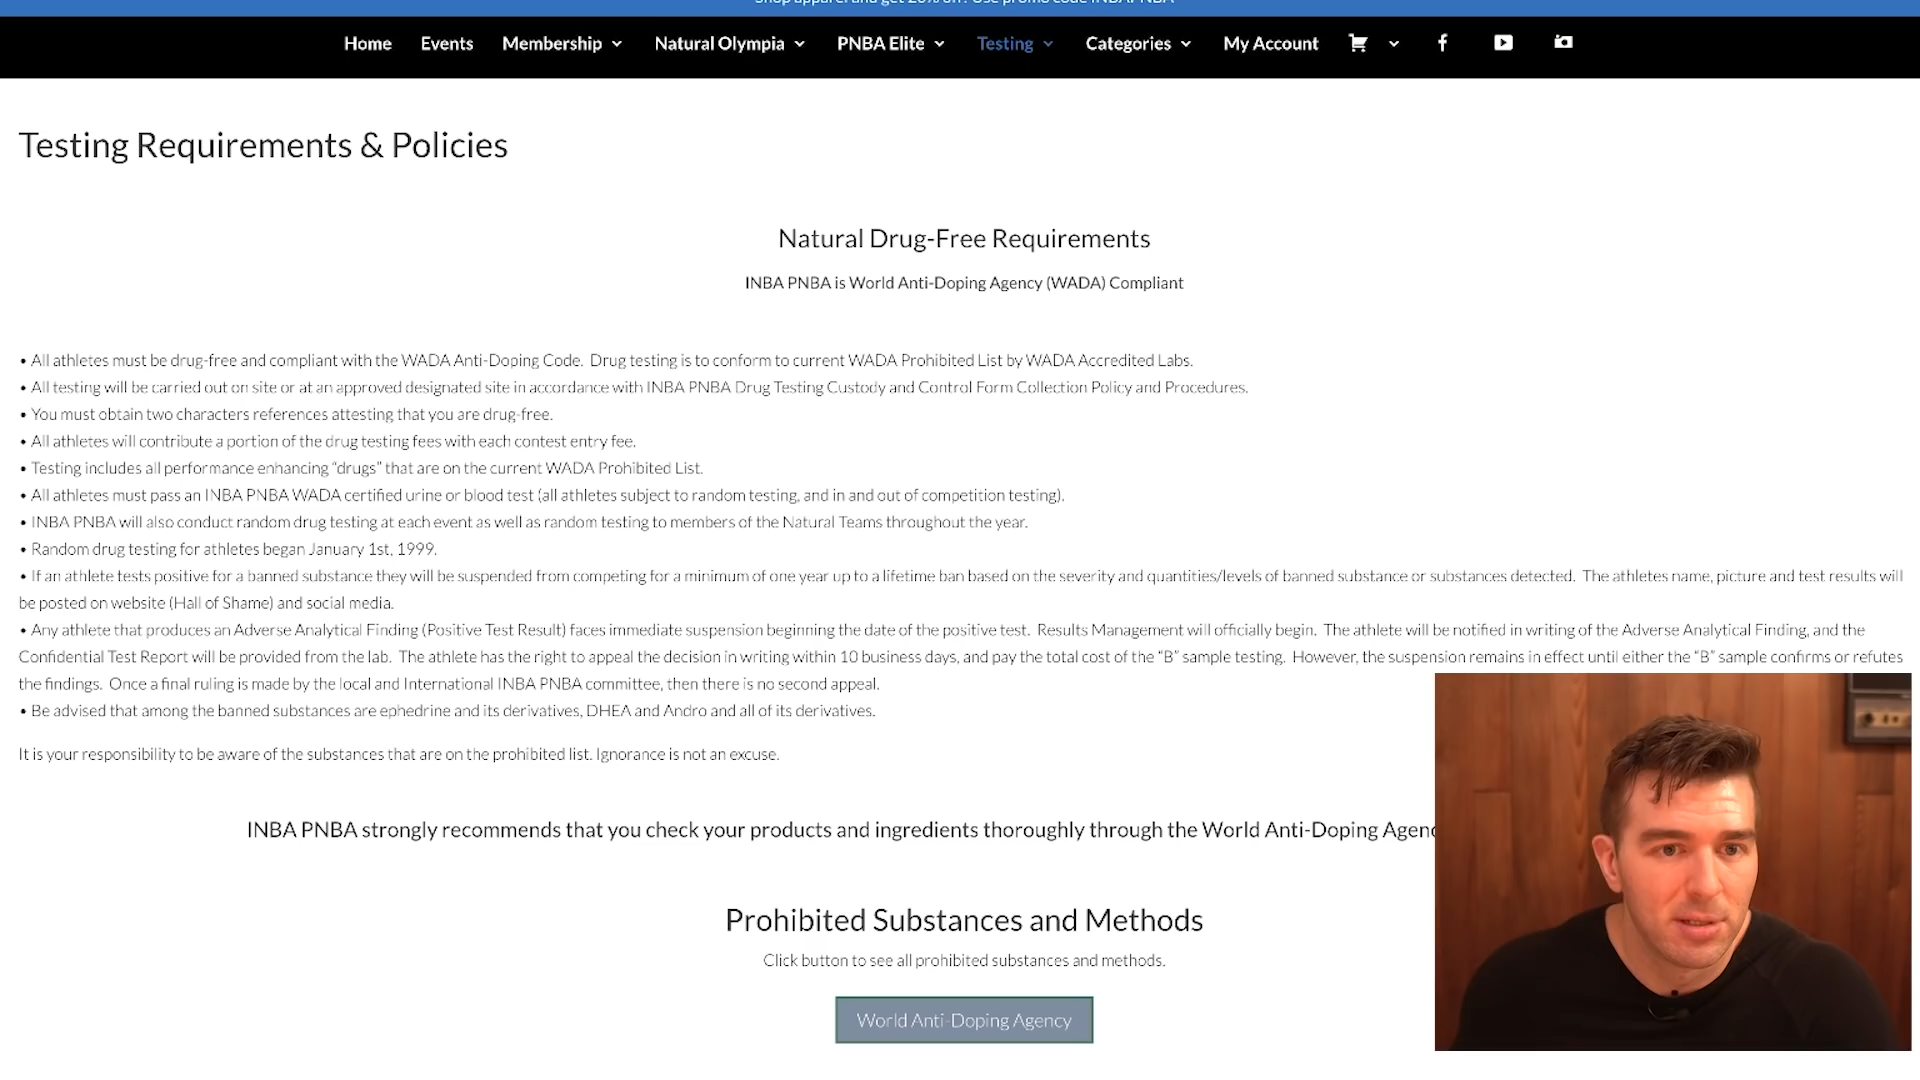 Shop apparel and get 20% off! Use promo code INBAPNBA
Home Events Membership Natural Olympia PNBA Elite Testing Categories My Account
Testing Requirements & Policies
Natural Drug-Free Requirements
INBA PNBA is World Anti-Doping Agency (WADA) Compliant
• All athletes must be drug-free and compliant with the WADA Anti-Doping Code. Drug testing is to conform to current WADA Prohibited List by WADA Accredited Labs.
• All testing will be carried out on site or at an approved designated site in accordance with INBA PNBA Drug Testing Custody and Control Form Collection Policy and Procedures.
• You must obtain two characters references attesting that you are drug-free.
• All athletes will contribute a portion of the drug testing fees with each contest entry fee.
• Testing includes all performance enhancing “drugs” that are on the current WADA Prohibited List.
• All athletes must pass an INBA PNBA WADA certified urine or blood test (all athletes subject to random testing, and in and out of competition testing).
• INBA PNBA will also conduct random drug testing at each event as well as random testing to members of the Natural Teams throughout the year.
• Random drug testing for athletes began January 1st, 1999.
• If an athlete tests positive for a banned substance they will be suspended from competing for a minimum of one year up to a lifetime ban based on the severity and quantities/levels of banned substance or substances detected. The athletes name, picture and test results will
be posted on website (Hall of Shame) and social media.
• Any athlete that produces an Adverse Analytical Finding (Positive Test Result) faces immediate suspension beginning the date of the positive test. Results Management will officially begin. The athlete will be notified in writing of the Adverse Analytical Finding, and the
Confidential Test Report will be provided from the lab. The athlete has the right to appeal the decision in writing within 10 business days, and pay the total cost of the “B” sample testing. However, the suspension remains in effect until either the “B” sample confirms or refutes
the findings. Once a final ruling is made by the local and International INBA PNBA committee, then there is no second appeal.
• Be advised that among the banned substances are ephedrine and its derivatives, DHEA and Andro and all of its derivatives.
It is your responsibility to be aware of the substances that are on the prohibited list. Ignorance is not an excuse.
INBA PNBA strongly recommends that you check your products and ingredients thoroughly through the World Anti-Doping Agenc
Prohibited Substances and Methods
Click button to see all prohibited substances and methods.
World Anti-Doping Agency